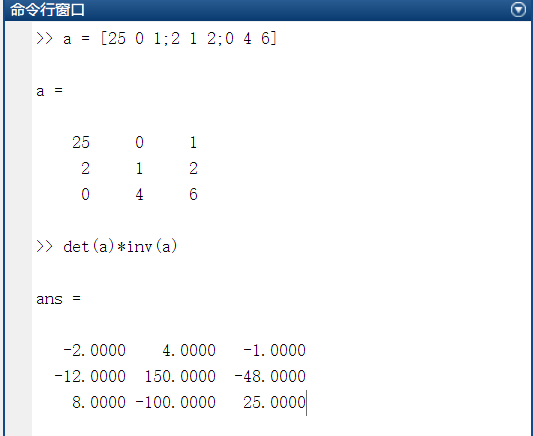 命令行窗口
>> a = [25 0 1;2 1 2;0 4 6]
a =
25 0 1
2 1 2
0 4 6
>> det(a)*inv(a)
ans =
-2.0000 4.0000 -1.0000
-12.0000 150.0000 -48.0000
8.0000 -100.0000 25.0000